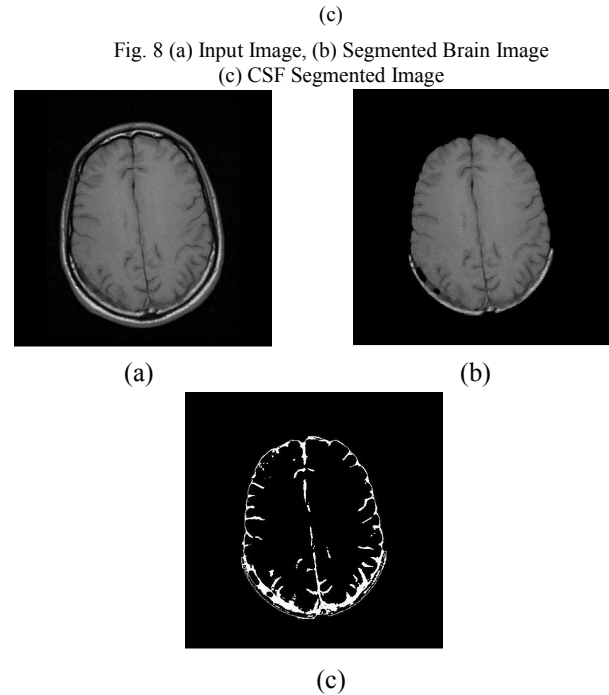 (c)
Fig. 8 (a) Input Image, (b) Segmented Brain Image
(c) CSF Segmented Image
(a)
(b)
(c)